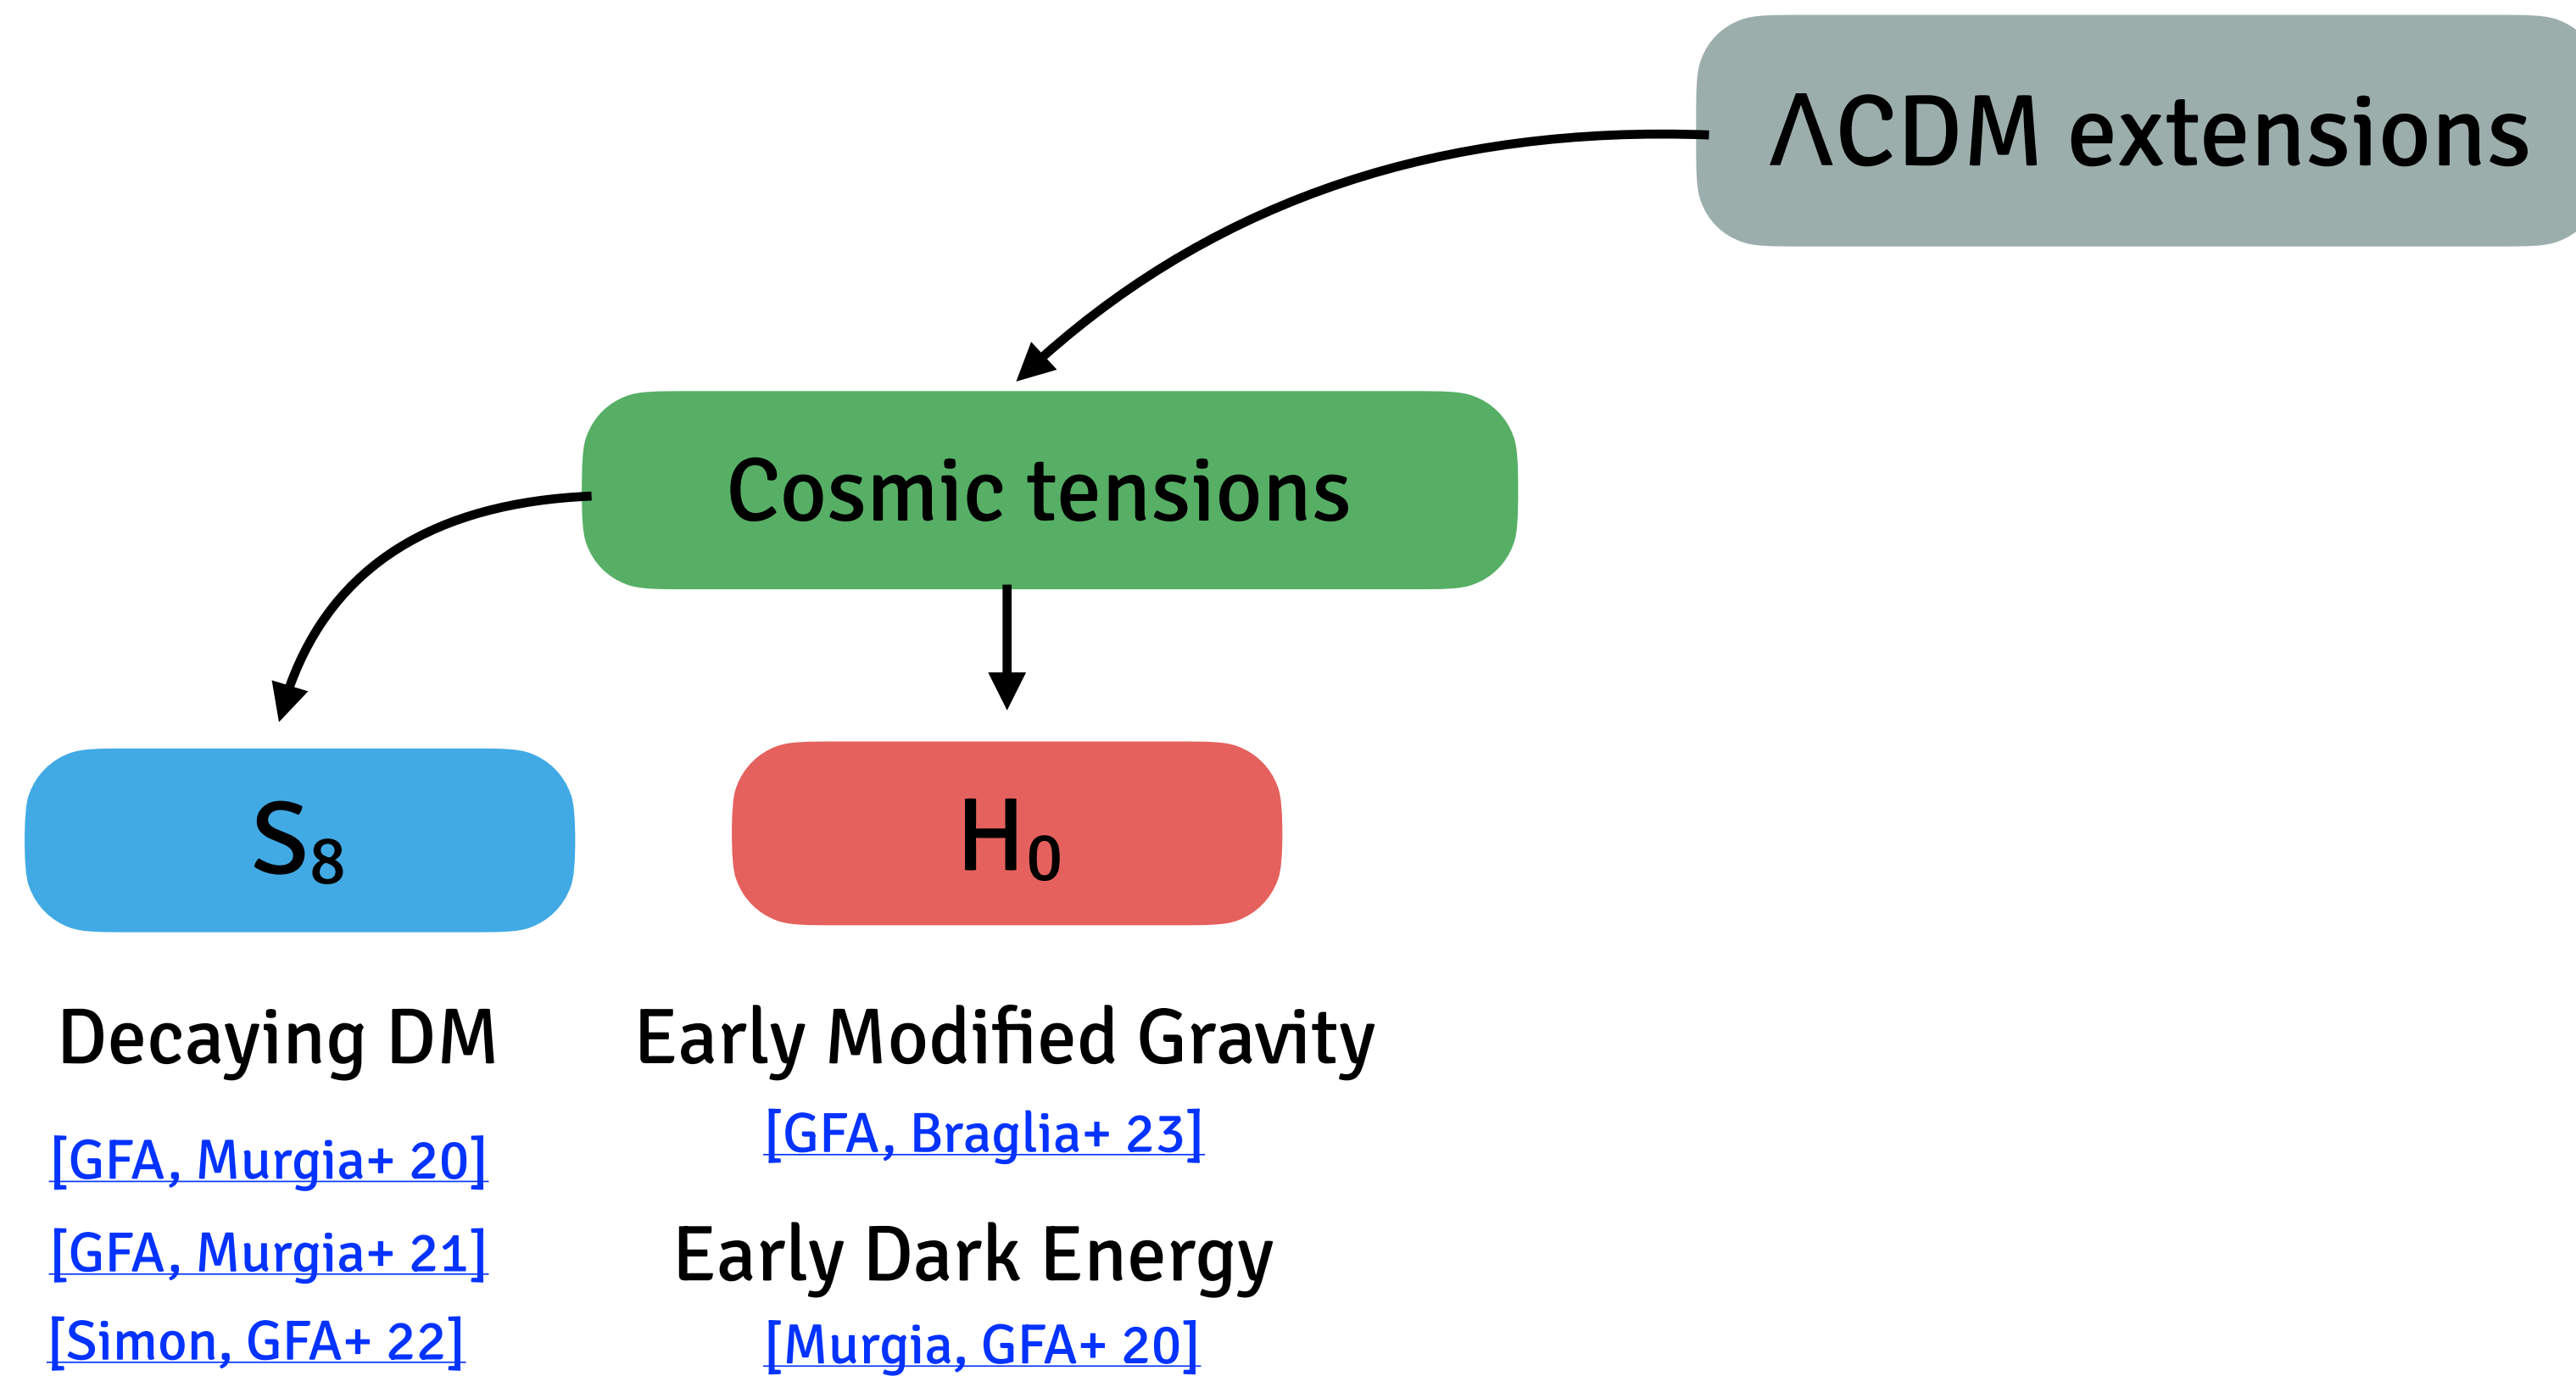 ΛCDM extensions
Cosmic tensions
S₈
H₀
Decaying DM
[GFA, Murgia+ 20]
[GFA, Murgia+ 21]
[Simon, GFA+ 22]
Early Modified Gravity
[GFA, Braglia+ 23]
Early Dark Energy
[Murgia, GFA+ 20]